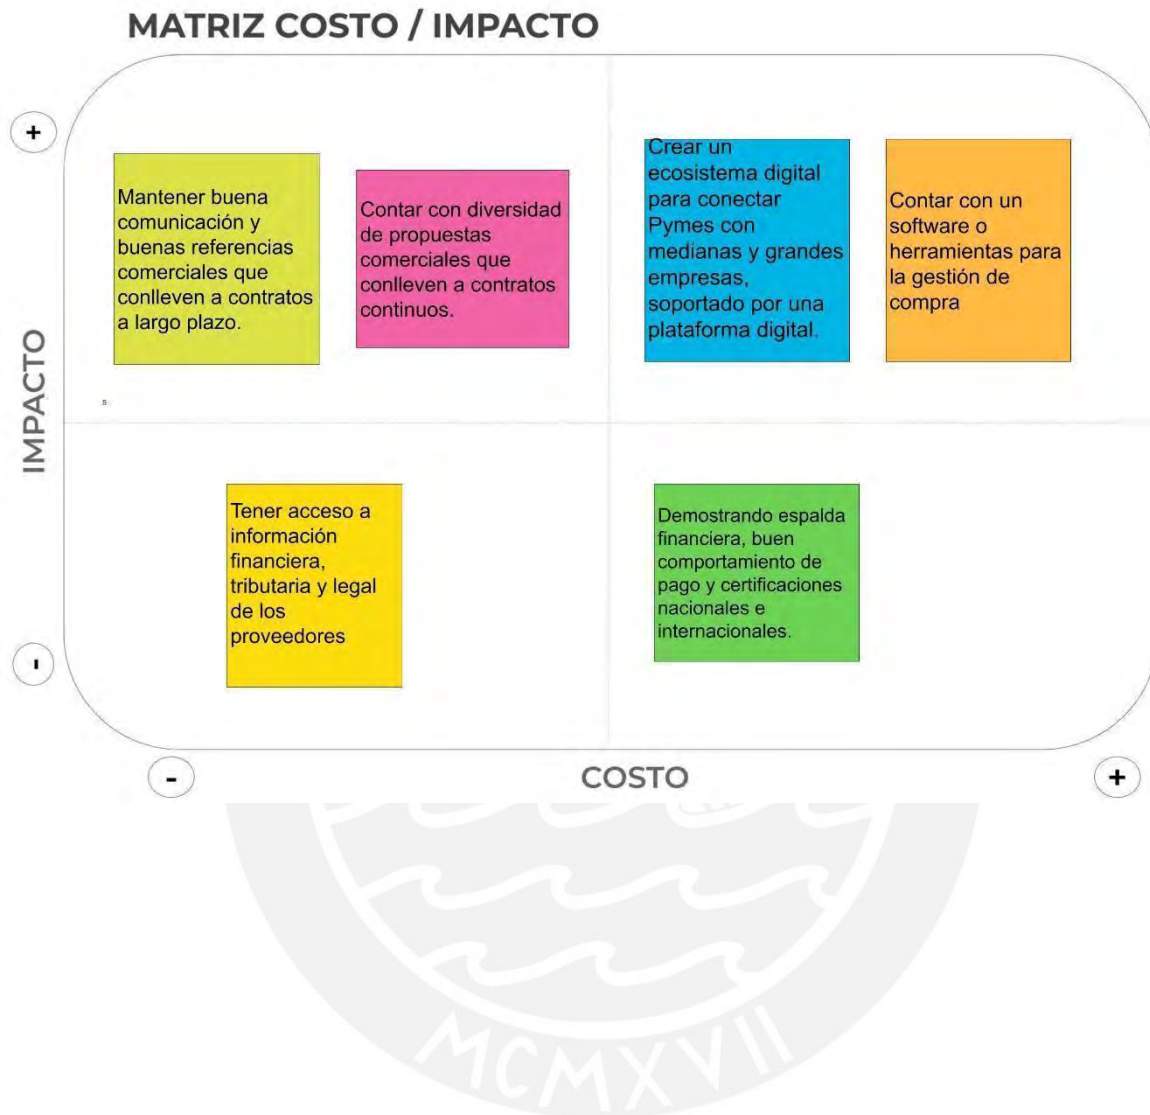 MATRIZ COSTO / IMPACTO
+
Mantener buena
comunicación y
buenas referencias
comerciales que
conlleven a contratos
a largo plazo.
Contar con diversidad
de propuestas
comerciales que
conlleven a contratos
continuos.
Crear un
ecosistema digital
para conectar
Pymes con
medianas y grandes
empresas,
soportado por una
plataforma digital.
Contar con un
software o
herramientas para
la gestión de
compra
IMPACTO
Tener acceso a
información
financiera,
tributaria y legal
de los
proveedores
Demostrando espalda
financiera, buen
comportamiento de
pago y certificaciones
nacionales e
internacionales.
-
-
COSTO
+
MCMXVII